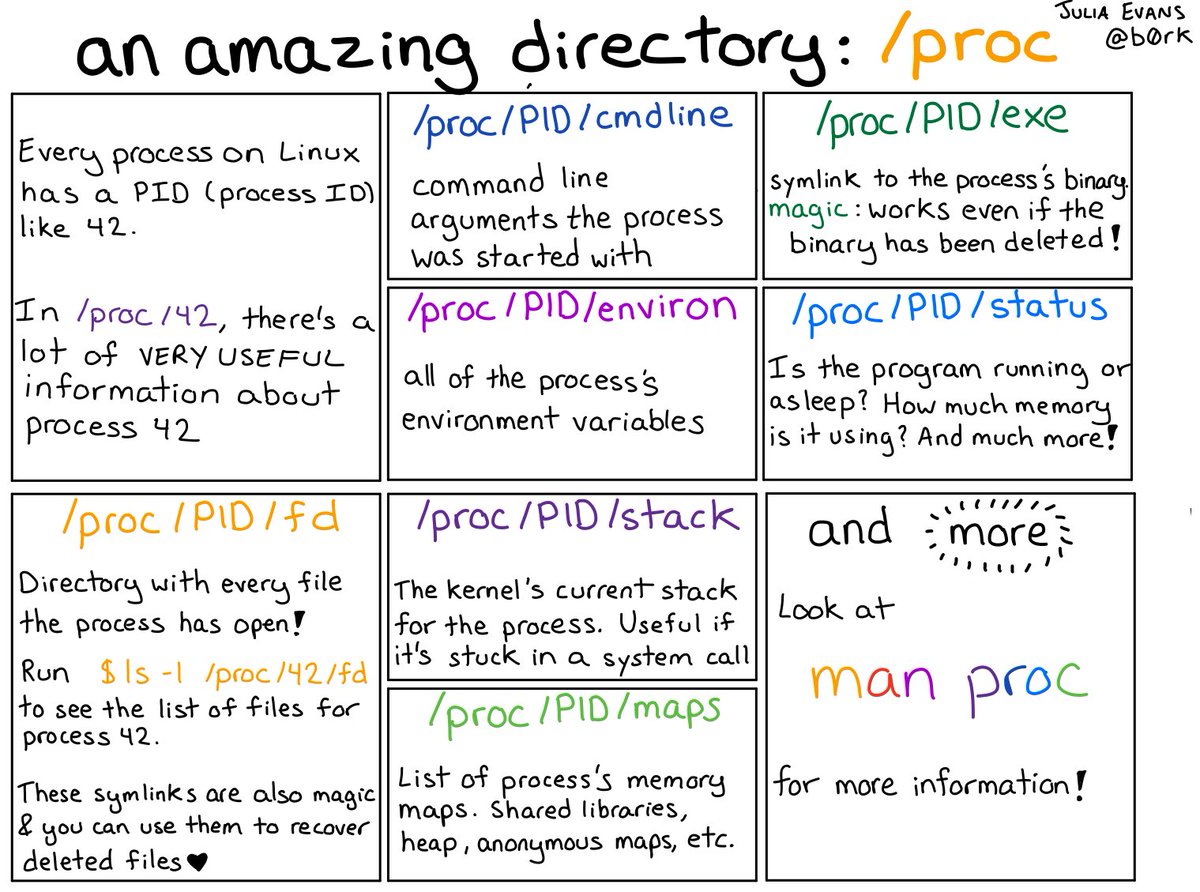 an amazing directory: /proc
JULIA EVANS
@b0rk
Every process on Linux
has a PID (process ID)
like 42.
In /proc/42, there's a
lot of VERY USEFUL
information about
process 42
/proc/PID/cmdline
command line
arguments the process
was started with
/proc/PID/exe
symlink to the process's binary.
magic: works even if the
binary has been deleted!
/proc/PID/environ
all of the process's
environment variables
/proc/PID/status
Is the program running or
asleep? How much memory
is it using? And much more!
/proc/PID/fd
Directory with every file
the process has open!
Run $ ls -l /proc/42/fd
to see the list of files for
process 42.
These symlinks are also magic
& you can use them to recover
deleted files ♥
/proc/PID/stack
The kernel's current stack
for the process. Useful if
it's stuck in a system call
/proc/PID/maps
List of process's memory
maps. Shared libraries,
heap, anonymous maps, etc.
and more
Look at
man proc
for more information!